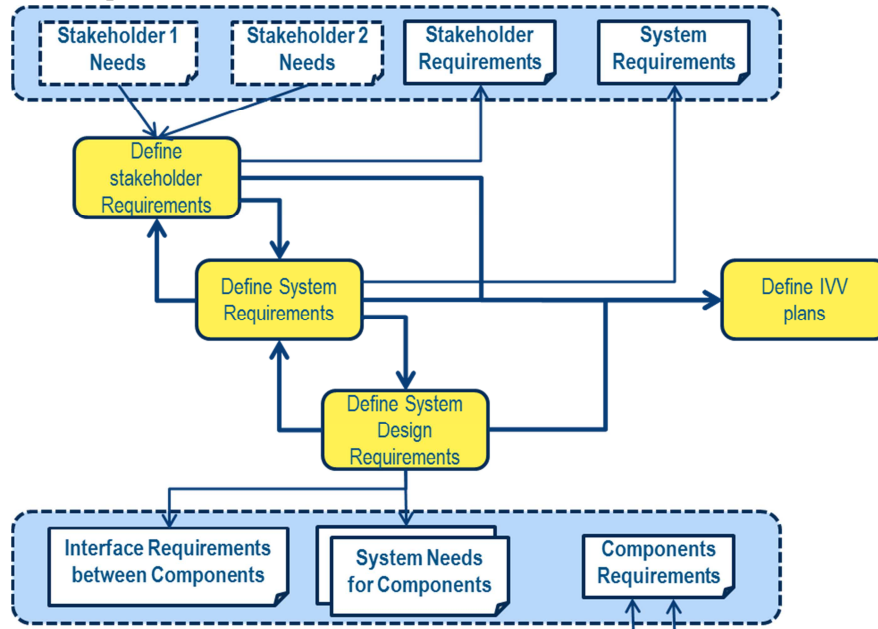 Stakeholder 1
Needs
Stakeholder 2
Needs
Stakeholder
Requirements
System
Requirements
Define
stakeholder
Requirements
Define System
Requirements
Define IVV
plans
Define System
Design
Requirements
Interface Requirements
between Components
System Needs
for Components
Components
Requirements